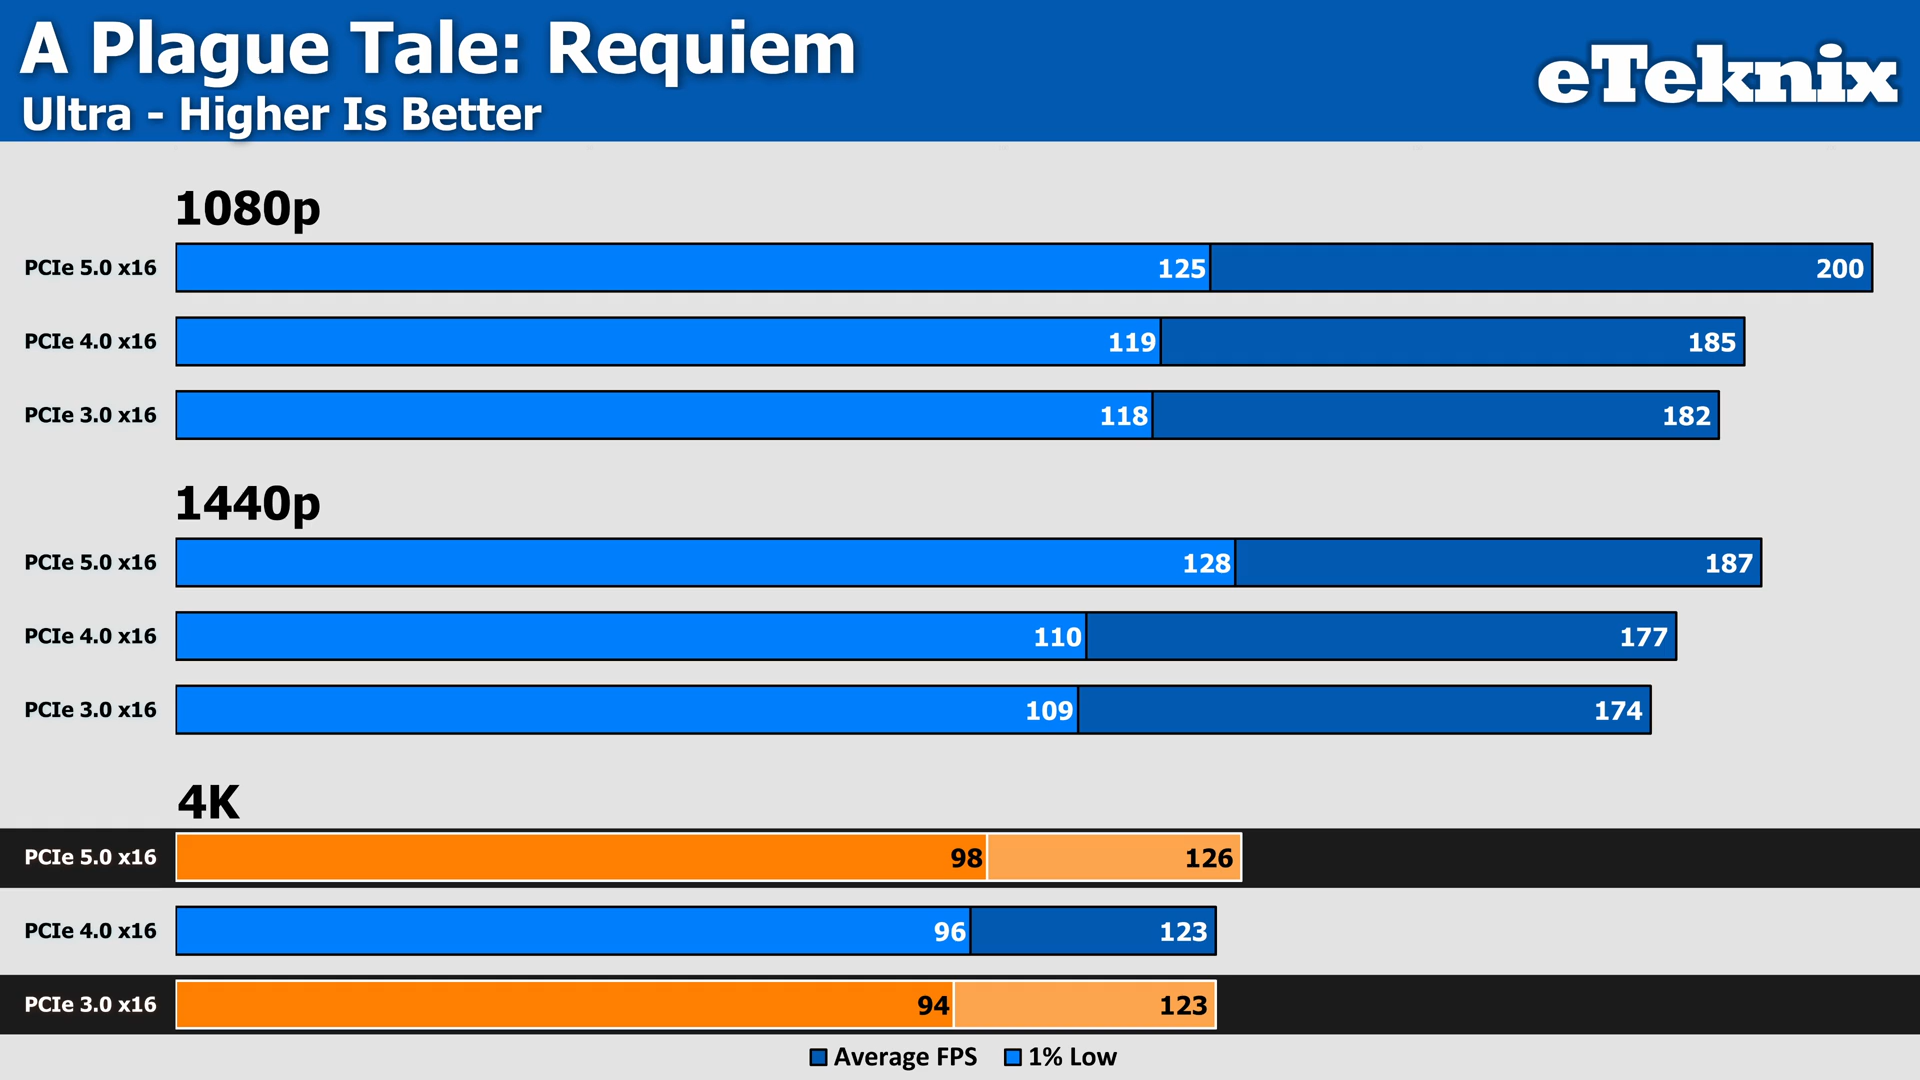 A Plague Tale: Requiem
Ultra - Higher Is Better
eTeknix
1080p
PCIe 5.0 x16 125 200
PCIe 4.0 x16 119 185
PCIe 3.0 x16 118 182
1440p
PCIe 5.0 x16 128 187
PCIe 4.0 x16 110 177
PCIe 3.0 x16 109 174
4K
PCIe 5.0 x16 98 126
PCIe 4.0 x16 96 123
PCIe 3.0 x16 94 123
Average FPS 1% Low